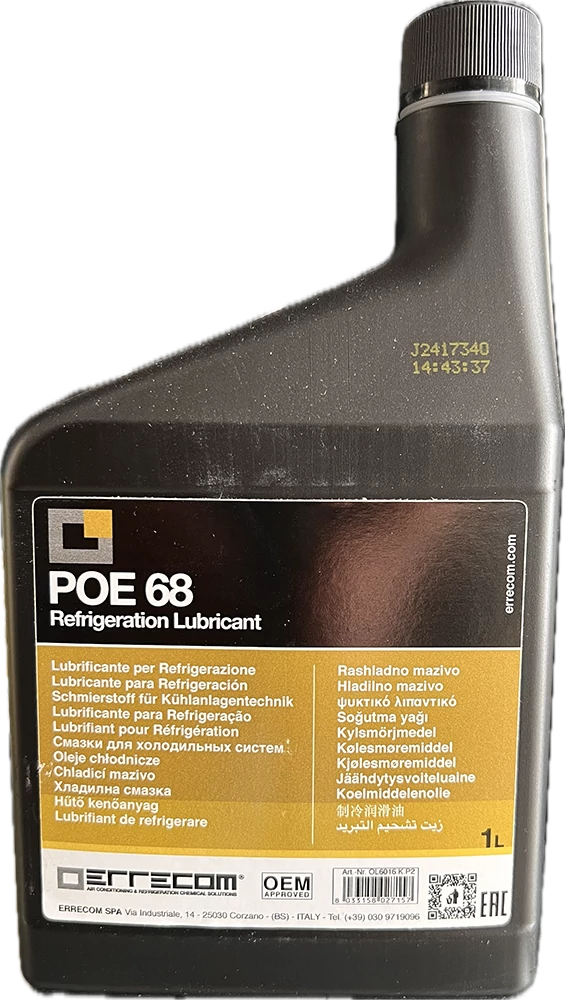 J2417340
14:43:37
POE 68
Refrigeration Lubricant
errecom.com
Lubrificante per Refrigerazione
Lubricante para Refrigeración
Schmierstoff für Kühlanlagentechnik
Lubrificante para Refrigeração
Lubrifiant pour Réfrigération
Смазки для холодильных систем
Oleje chłodnicze
Chladicí mazivo
Хладилна смазка
Hűtő kenőanyag
Lubrifiant de refrigerare
Rashladno mazivo
Hladilno mazivo
ψυκτικό λιπαντικό
Soğutma yağı
Kylsmörjmedel
Kølesmøremiddel
Kjølesmøremiddel
Jäähdytysvoiteluaine
Koelmiddelenolie
制冷润滑油
زيت تشحيم التبريد
1L
ERRECOM®
AIR CONDITIONING & REFRIGERATION CHEMICAL SOLUTIONS
OEM
APPROVED
Art.-Nr. OL6016.K.P2
8 033158 027157
EAC
ERRECOM SPA Via Industriale, 14 - 25030 Corzano - (BS) - ITALY - Tel. (+39) 030 9719096